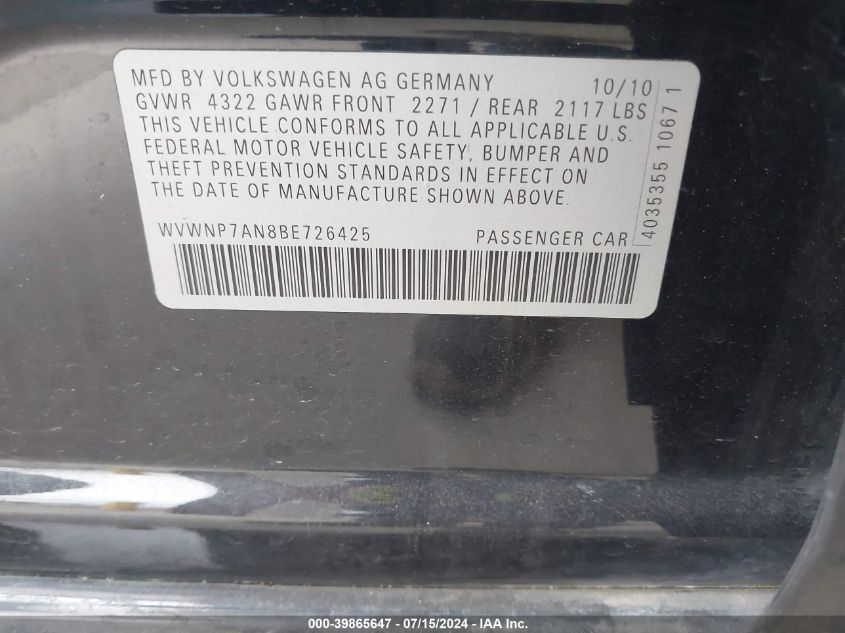 MFD BY VOLKSWAGEN AG GERMANY 10/10
GVWR 4322 GAWR FRONT 2271 / REAR 2117 LBS
THIS VEHICLE CONFORMS TO ALL APPLICABLE U.S.
FEDERAL MOTOR VEHICLE SAFETY, BUMPER AND
THEFT PREVENTION STANDARDS IN EFFECT ON
THE DATE OF MANUFACTURE SHOWN ABOVE.
WVWNP7AN8BE726425 PASSENGER CAR
4035355 1067 1
000-39865647 / 07/15/2024 - IAA Inc.